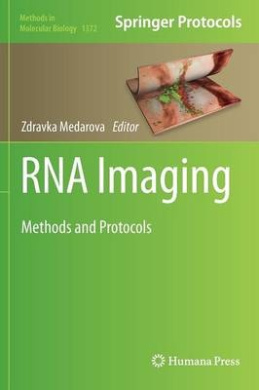 Methods in
Molecular Biology 1372
Springer Protocols
Zdravka Medarova Editor
RNA Imaging
Methods and Protocols
Humana Press